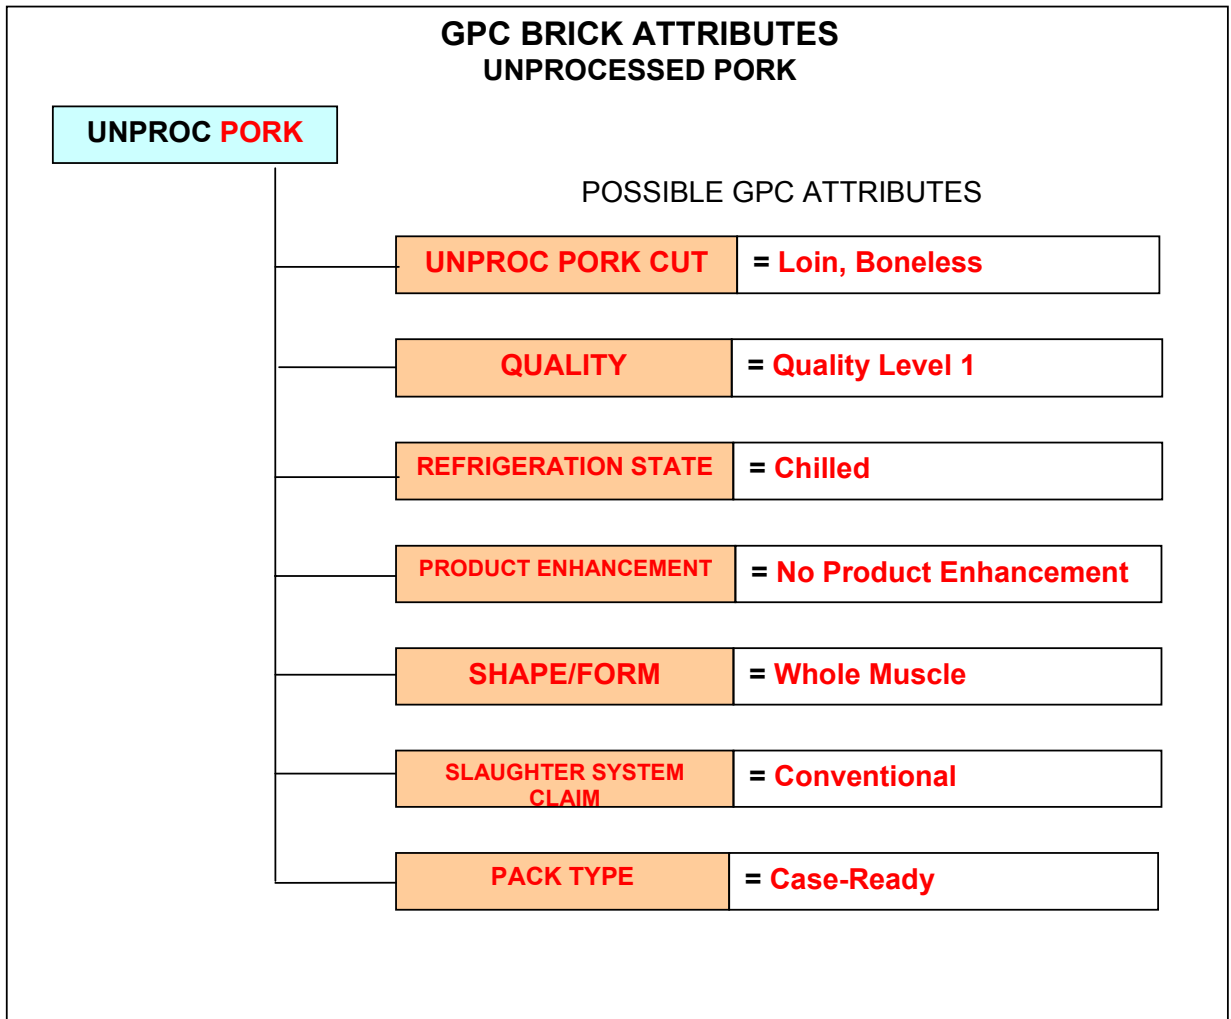 GPC BRICK ATTRIBUTES
UNPROCESSED PORK
UNPROC PORK
POSSIBLE GPC ATTRIBUTES
UNPROC PORK CUT = Loin, Boneless
QUALITY = Quality Level 1
REFRIGERATION STATE = Chilled
PRODUCT ENHANCEMENT = No Product Enhancement
SHAPE/FORM = Whole Muscle
SLAUGHTER SYSTEM
CLAIM
= Conventional
PACK TYPE = Case-Ready